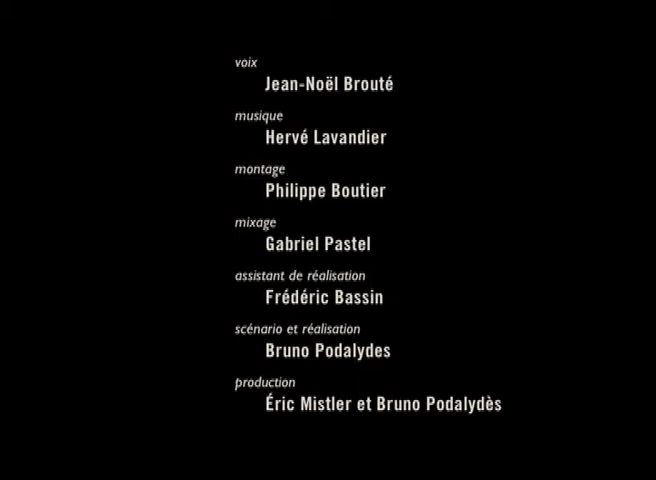 voix
Jean-Noël Brouté
musique
Hervé Lavandier
montage
Philippe Boutier
mixage
Gabriel Pastel
assistant de réalisation
Frédéric Bassin
scénario et réalisation
Bruno Podalydes
production
Éric Mistler et Bruno Podalydès